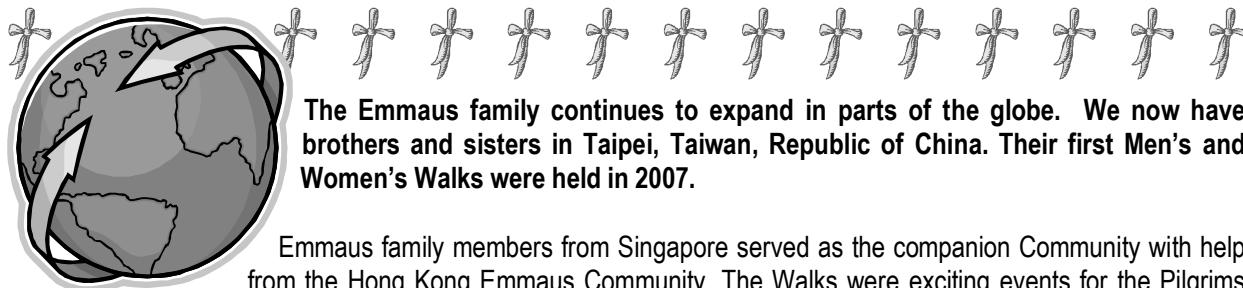 The Emmaus family continues to expand in parts of the globe.  We now have
brothers and sisters in Taipei, Taiwan, Republic of China. Their first Men's and
Women's Walks were held in 2007.
Emmaus family members from Singapore served as the companion Community with help
from the Hong Kong Emmaus Community. The Walks were exciting events for the Pilgrims